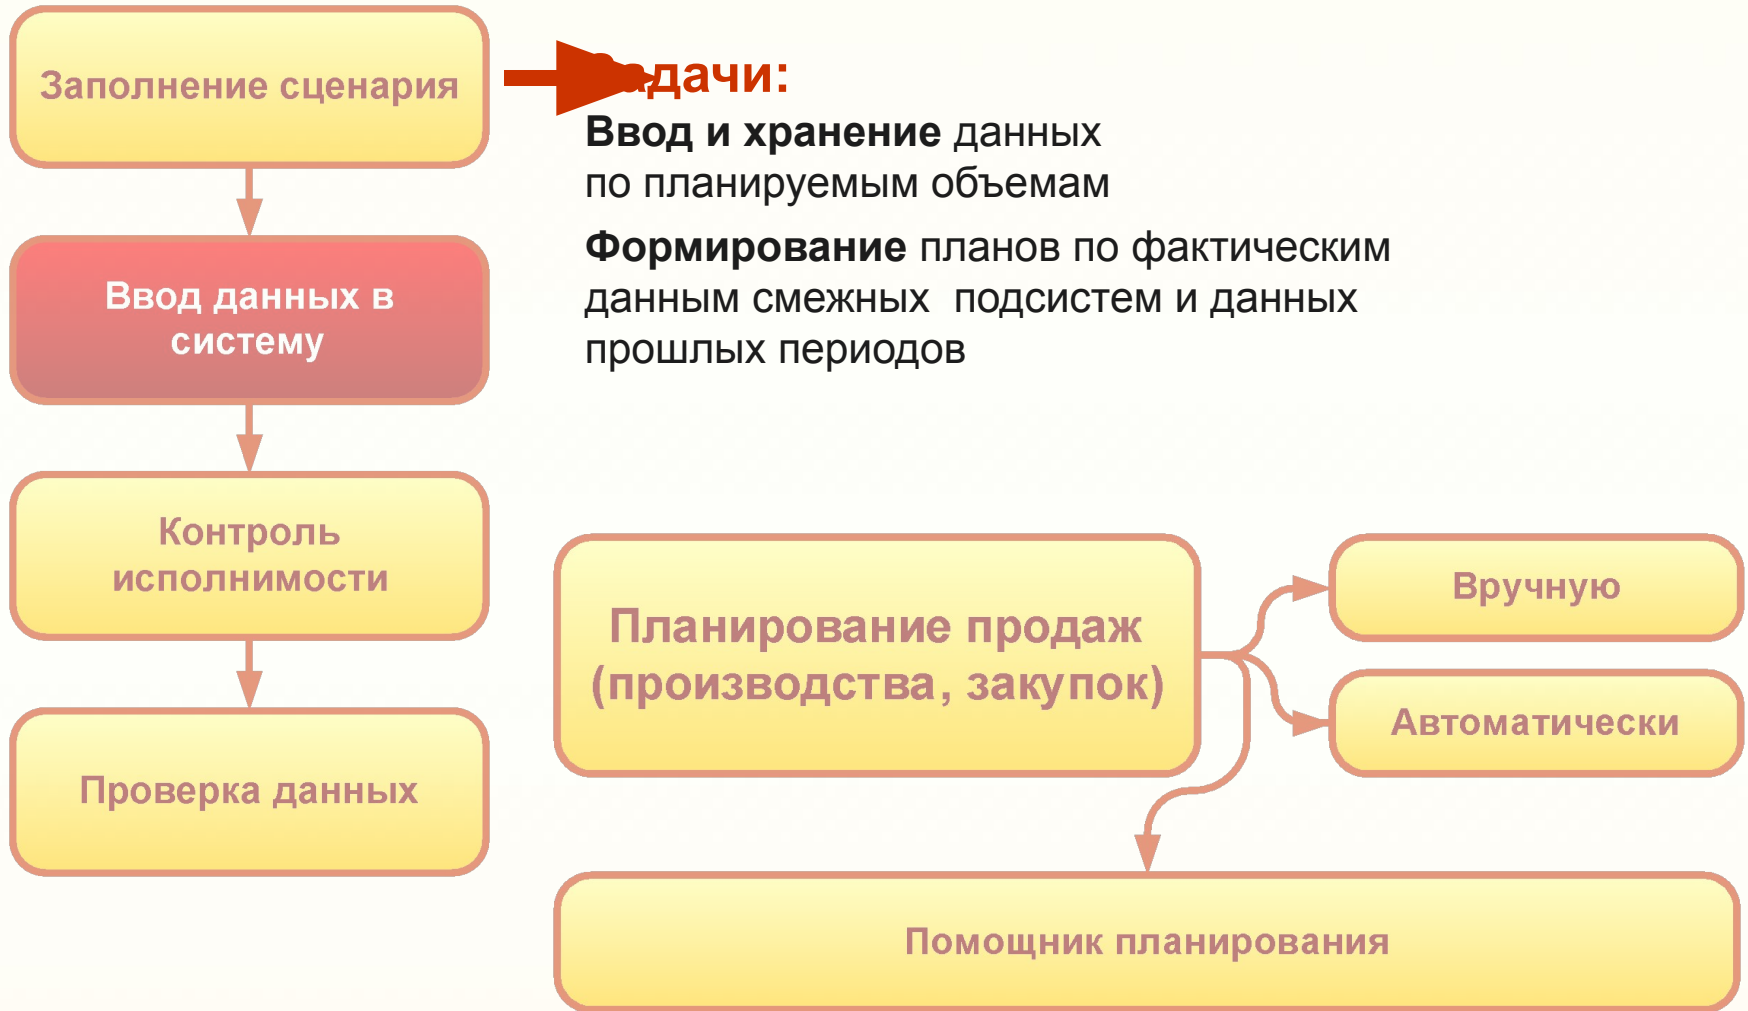 Заполнение сценария
Ввод данных в
систему
Контроль
исполнимости
Проверка данных
Задачи:
Ввод и хранение данных
по планируемым объемам
Формирование планов по фактическим
данным смежных подсистем и данных
прошлых периодов
Планирование продаж
(производства, закупок)
Вручную
Автоматически
Помощник планирования